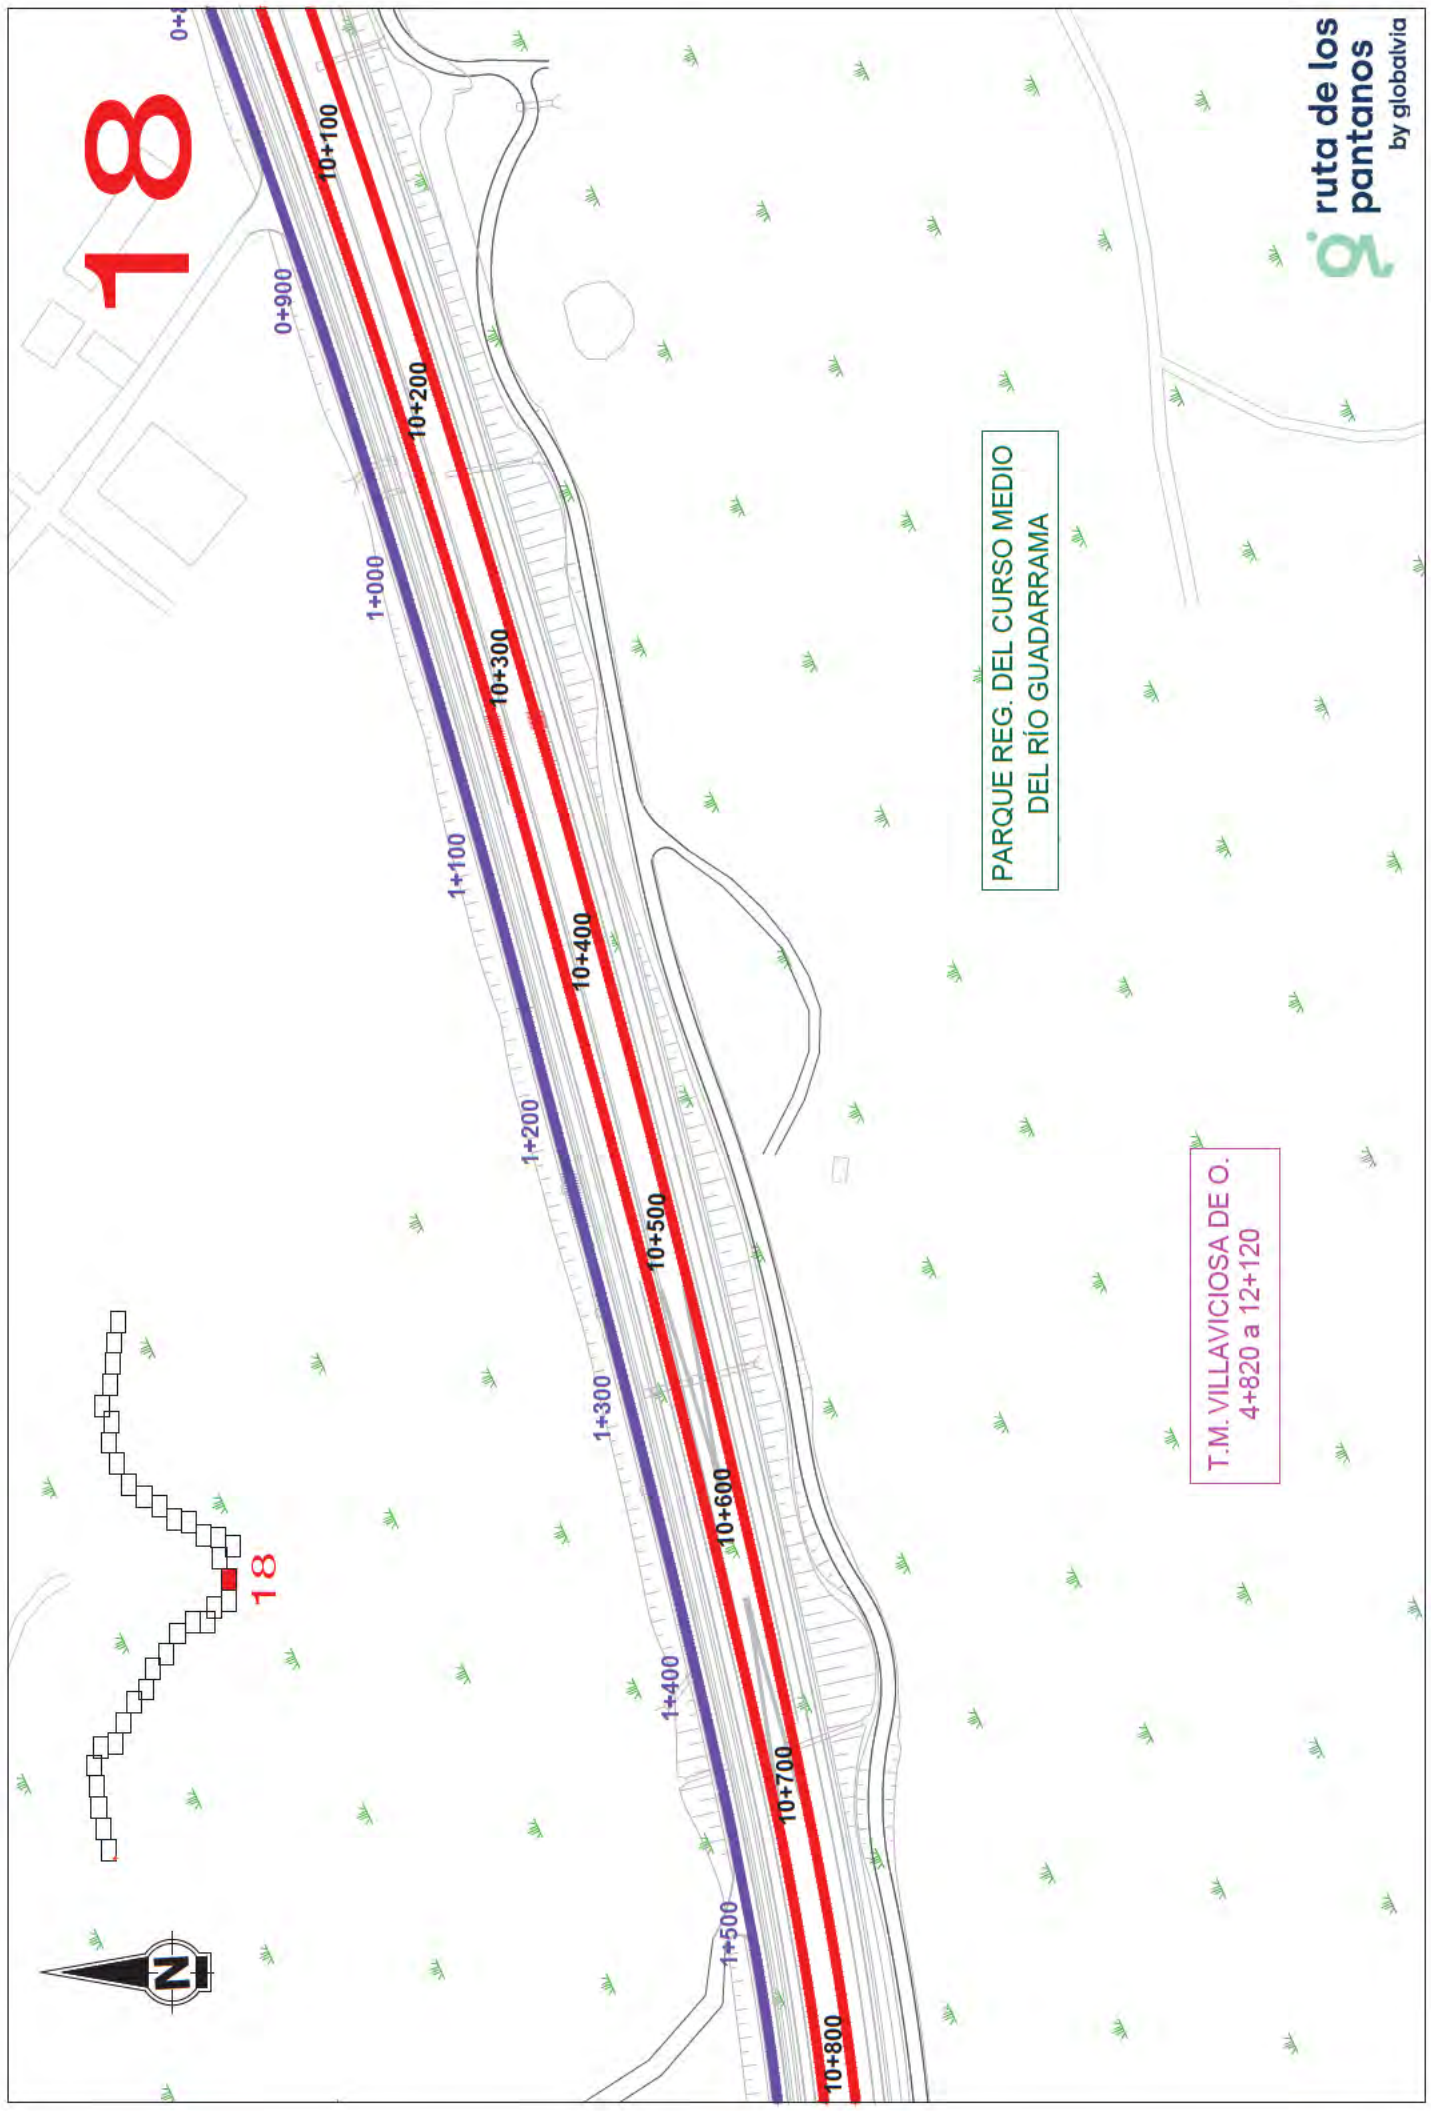 18
ruta de los
pantanos
by globalvia
10+100
10+200
10+300
10+400
10+500
10+600
10+700
10+800
0+900
1+000
1+100
1+200
1+300
1+400
1+500
PARQUE REG. DEL CURSO MEDIO
DEL RÍO GUADARRAMA
T.M. VILLAVICIOSA DE O.
4+820 a 12+120
18
N